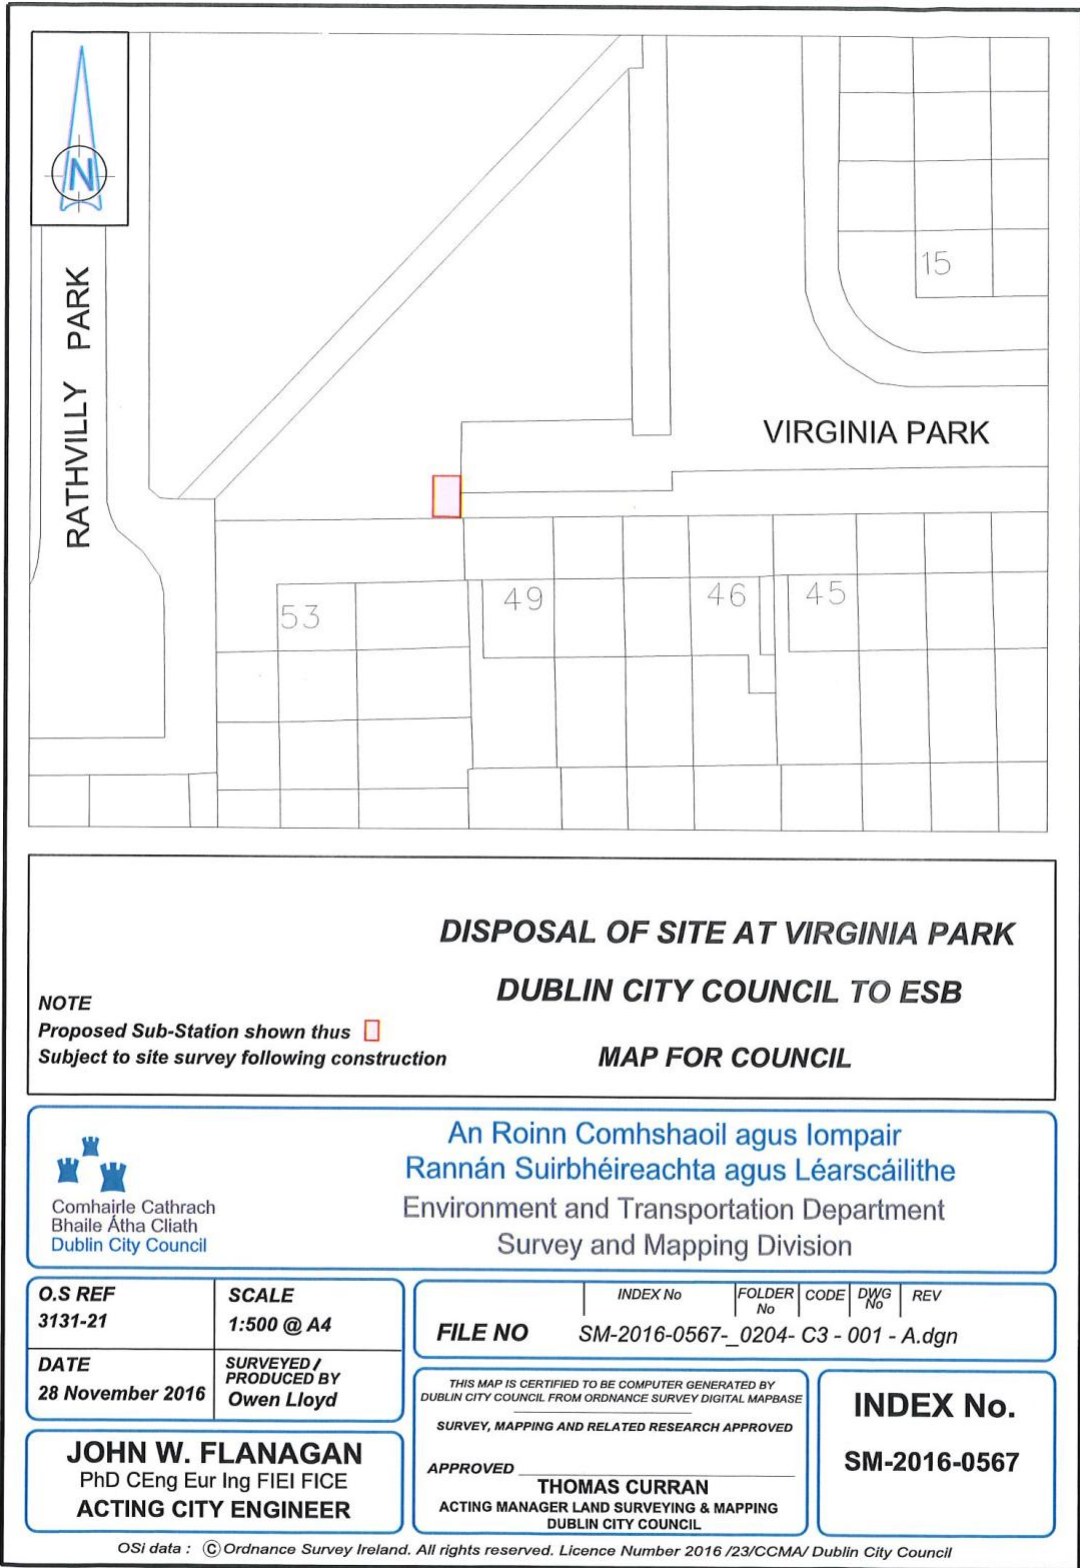 N
RATHVILLY PARK
15
VIRGINIA PARK
53
49
46
45
DISPOSAL OF SITE AT VIRGINIA PARK
DUBLIN CITY COUNCIL TO ESB
MAP FOR COUNCIL
NOTE
Proposed Sub-Station shown thus
Subject to site survey following construction
Comhairle Cathrach
Bhaile Átha Cliath
Dublin City Council
An Roinn Comhshaoil agus Iompair
Rannán Suirbhéireachta agus Léarscáilithe
Environment and Transportation Department
Survey and Mapping Division
O.S REF
3131-21
SCALE
1:500 @ A4
DATE
28 November 2016
SURVEYED /
PRODUCED BY
Owen Lloyd
INDEX No
FOLDER
No
CODE
DWG
No
REV
FILE NO SM-2016-0567-_0204- C3 - 001 - A.dgn
JOHN W. FLANAGAN
PhD CEng Eur Ing FIEI FICE
ACTING CITY ENGINEER
THIS MAP IS CERTIFIED TO BE COMPUTER GENERATED BY
DUBLIN CITY COUNCIL FROM ORDNANCE SURVEY DIGITAL MAPBASE
SURVEY, MAPPING AND RELATED RESEARCH APPROVED
APPROVED
THOMAS CURRAN
ACTING MANAGER LAND SURVEYING & MAPPING
DUBLIN CITY COUNCIL
INDEX No.
SM-2016-0567
OSi data : © Ordnance Survey Ireland. All rights reserved. Licence Number 2016 /23/CCMA/ Dublin City Council